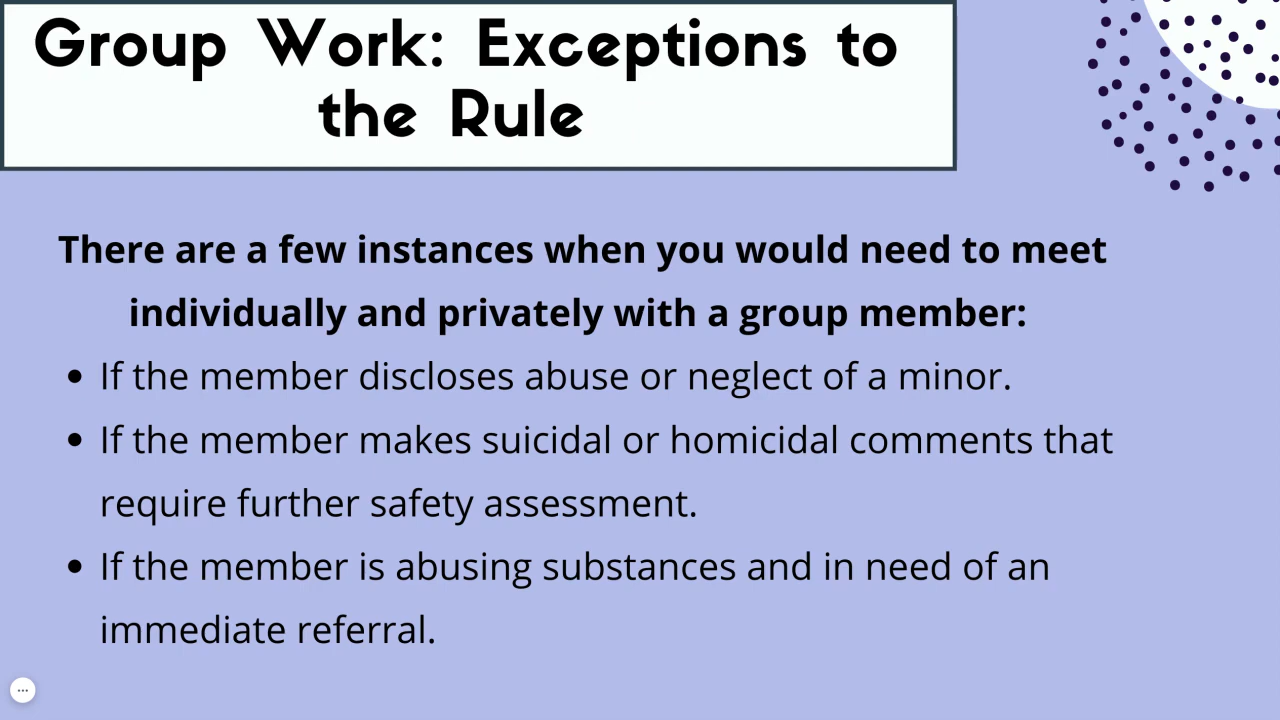 Group Work: Exceptions to
the Rule
There are a few instances when you would need to meet
individually and privately with a group member:
• If the member discloses abuse or neglect of a minor.
• If the member makes suicidal or homicidal comments that
require further safety assessment.
• If the member is abusing substances and in need of an
immediate referral.